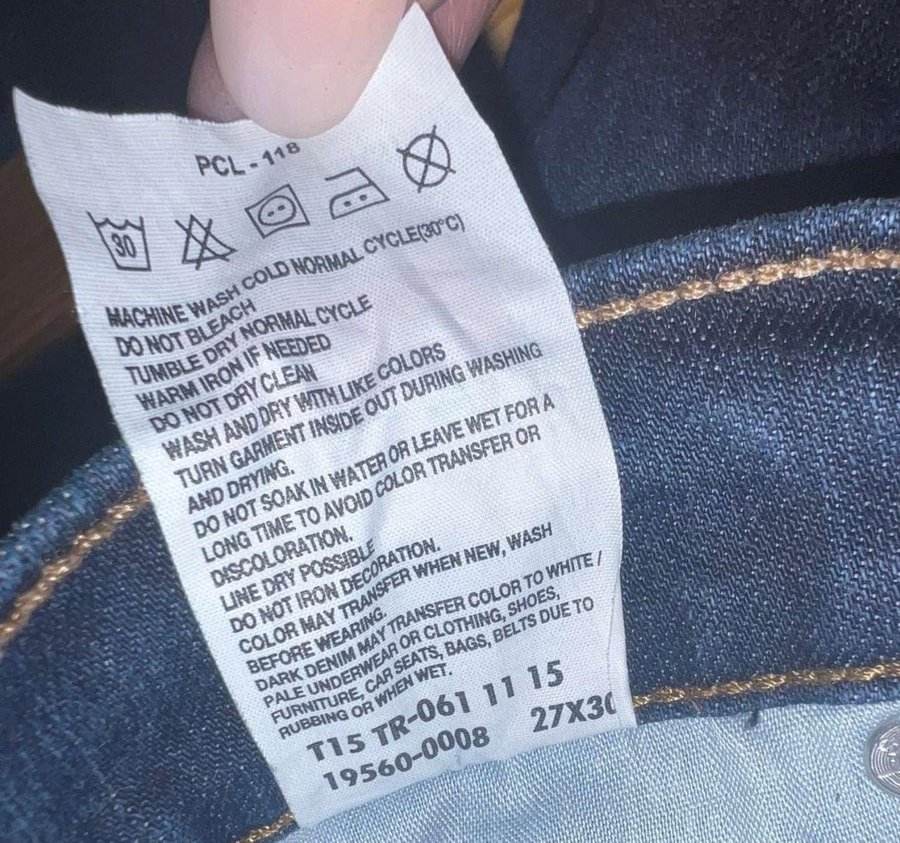 PCL-118
30
MACHINE WASH COLD NORMAL CYCLE(30°C)
DO NOT BLEACH
TUMBLE DRY NORMAL CYCLE
WARM IRON IF NEEDED
DO NOT DRY CLEAN
WASH AND DRY WITH LIKE COLORS
TURN GARMENT INSIDE OUT DURING WASHING
AND DRYING.
DO NOT SOAK IN WATER OR LEAVE WET FOR A
LONG TIME TO AVOID COLOR TRANSFER OR
DISCOLORATION.
LINE DRY POSSIBLE
DO NOT IRON DECORATION.
COLOR MAY TRANSFER WHEN NEW, WASH
BEFORE WEARING.
DARK DENIM MAY TRANSFER COLOR TO WHITE /
PALE UNDERWEAR OR CLOTHING, SHOES,
FURNITURE, CAR SEATS, BAGS, BELTS DUE TO
RUBBING OR WHEN WET.
T15 TR-061 11 15
19560-0008 27X30